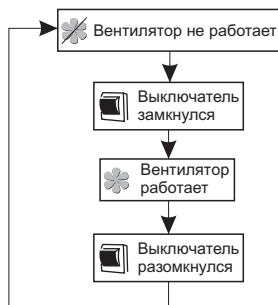 Вентилятор не работает
Выключатель
замкнулся
Вентилятор
работает
Выключатель
разомкнулся